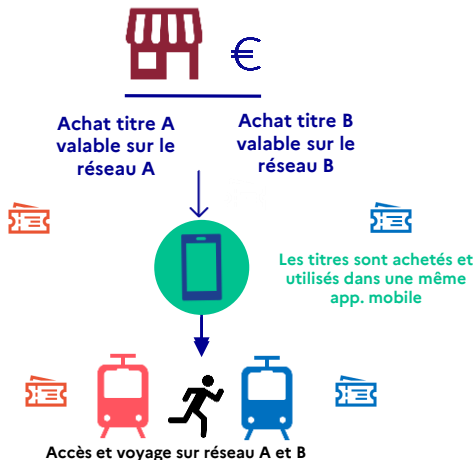 €
Achat titre A
valable sur le
réseau A
Achat titre B
valable sur le
réseau B
Les titres sont achetés et
utilisés dans une même
app. mobile
Accès et voyage sur réseau A et B